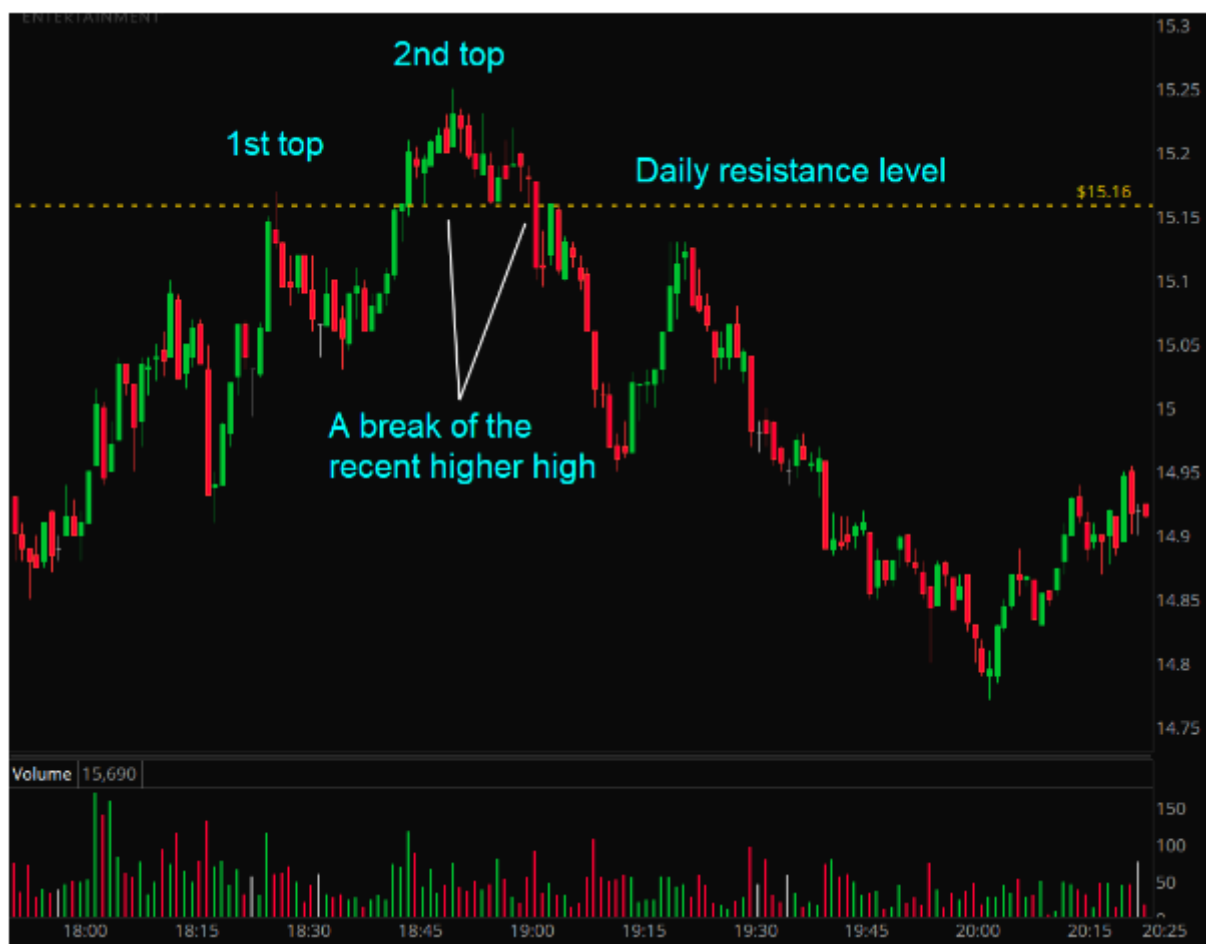 ENTERTAINMENT
15.3
2nd top
15.25
1st top
15.2
Daily resistance level
$15.16
15.15
15.1
15.05
15
A break of the
recent higher high
14.95
14.9
14.85
14.8
14.75
Volume 15,690
150
100
50
0
18:00 18:15 18:30 18:45 19:00 19:15 19:30 19:45 20:00 20:15 20:25